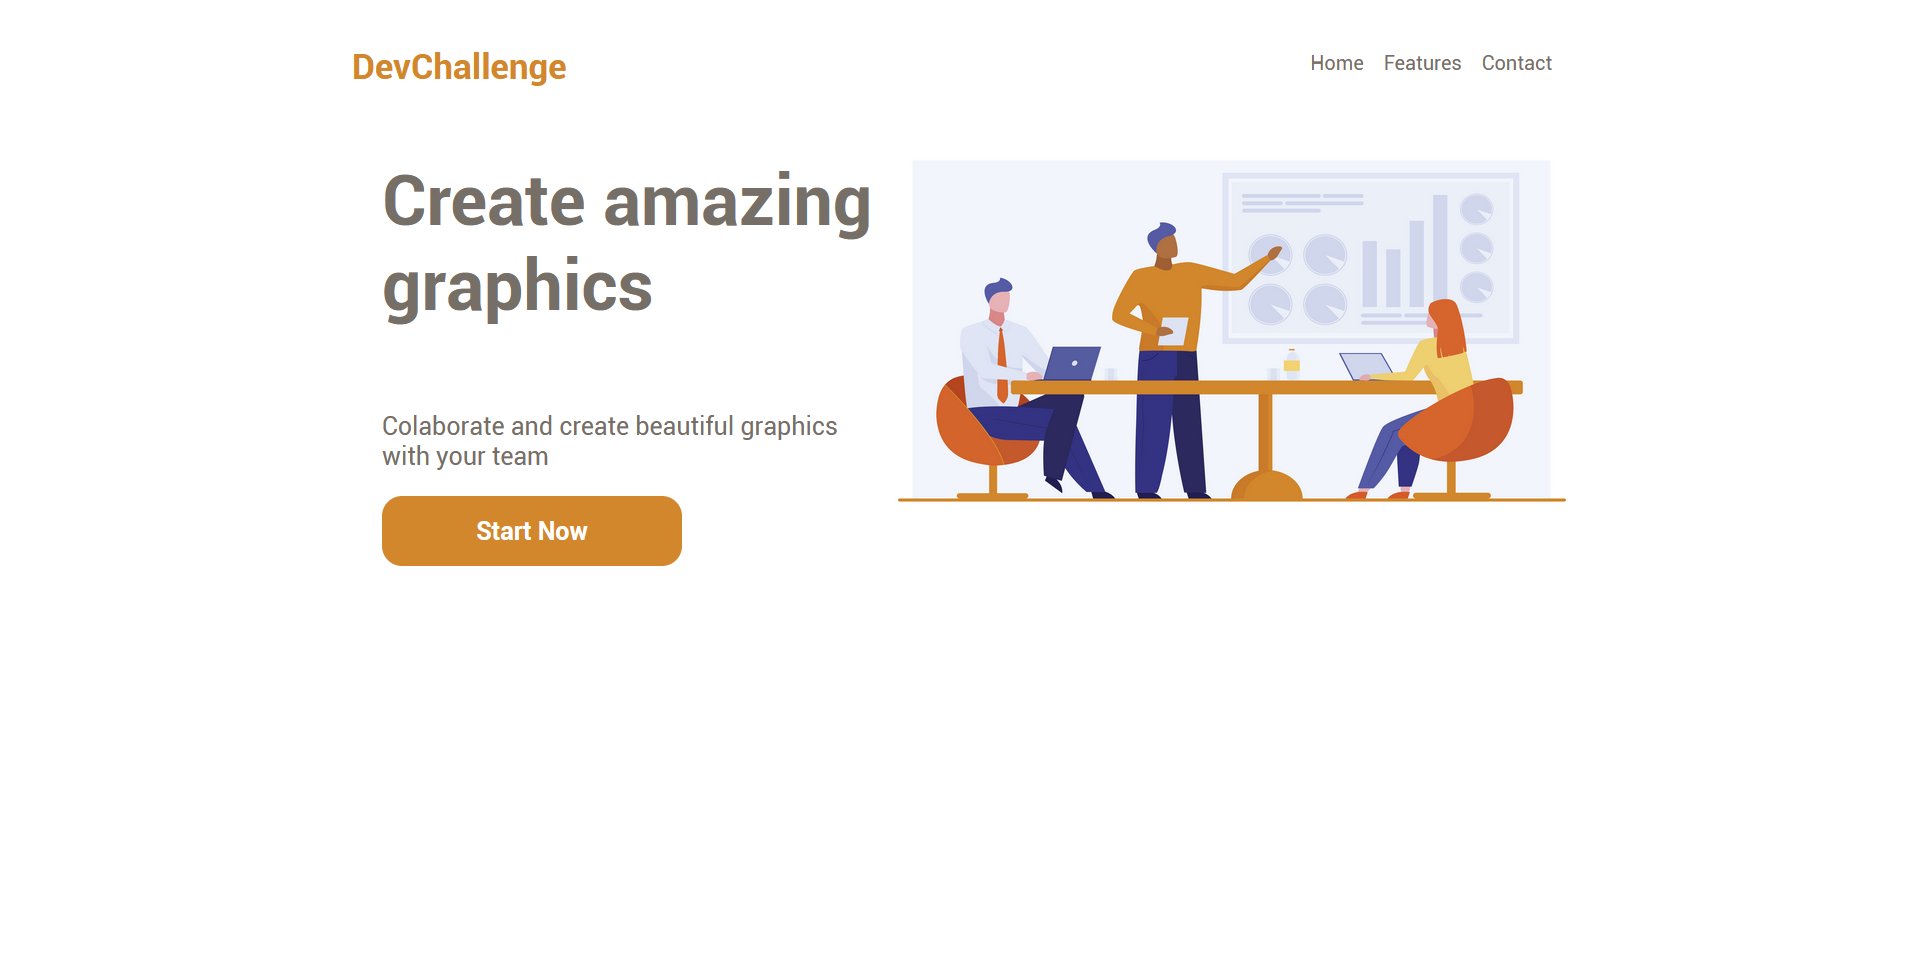 DevChallenge
Home Features Contact
Create amazing
graphics
Colaborate and create beautiful graphics
with your team
Start Now